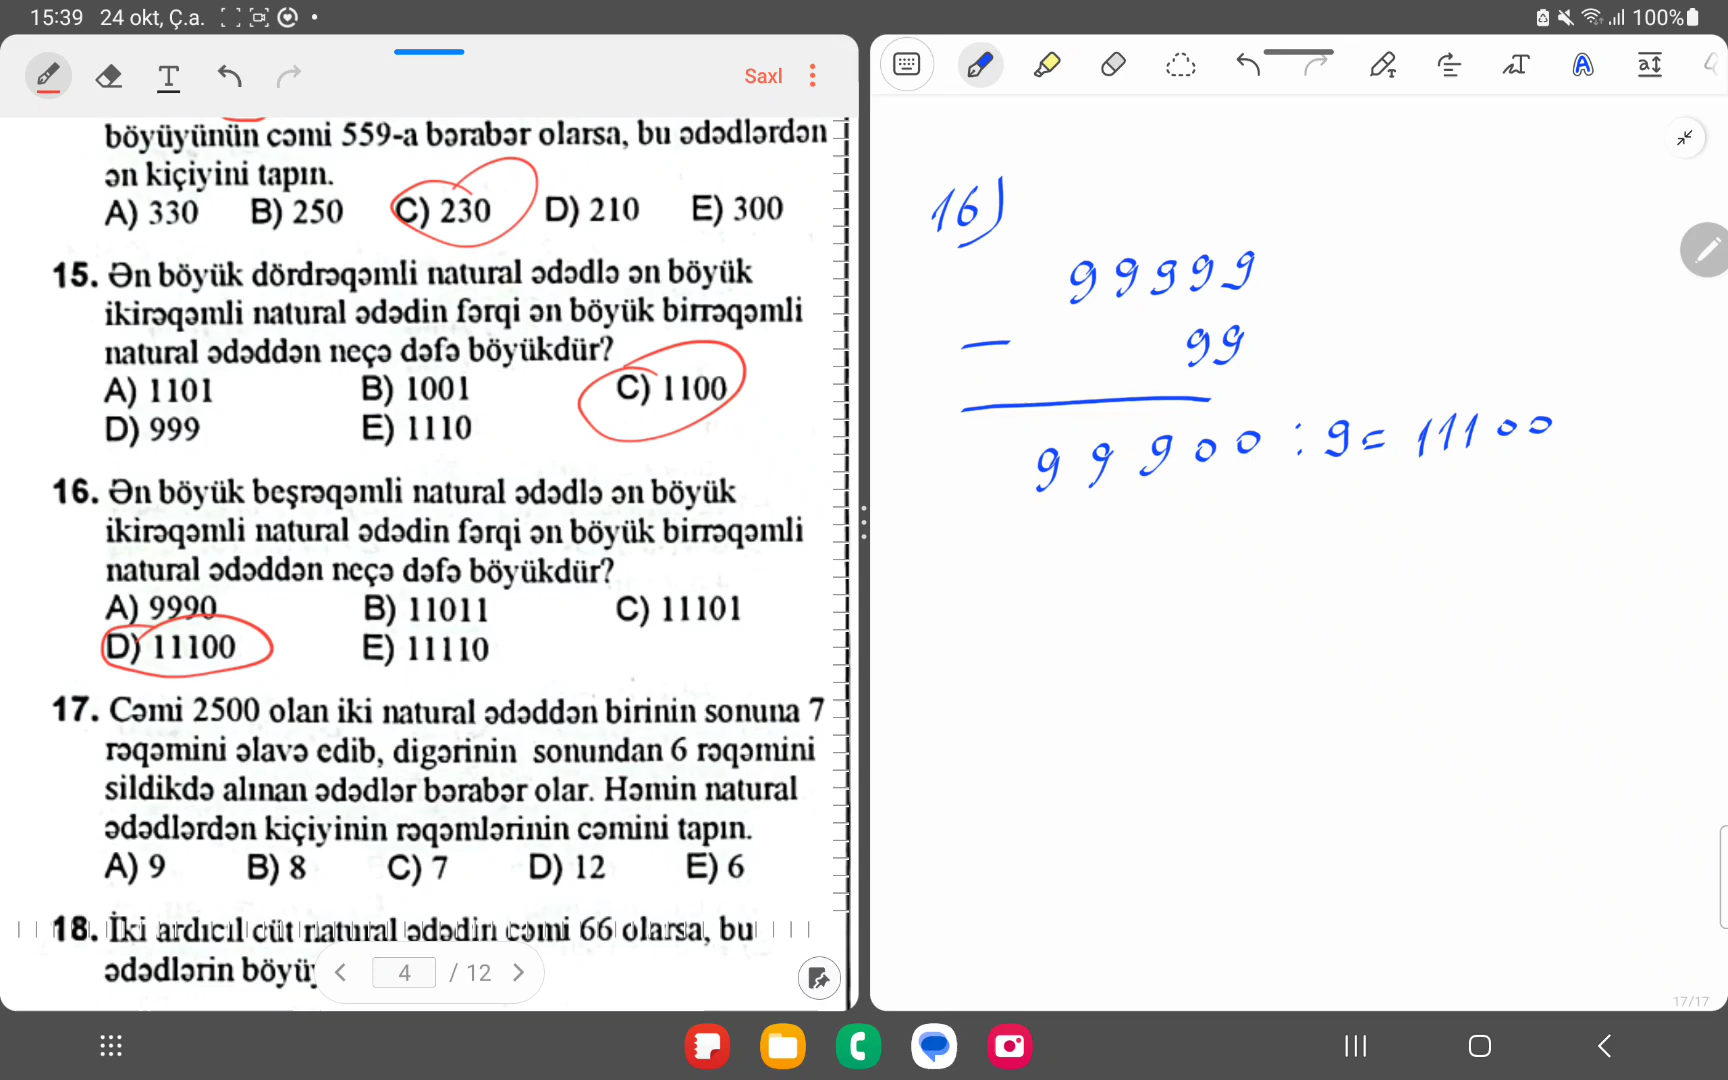 15:39 24 okt, Ç.a. 100%
Saxl
böyüyünün cəmi 559-a bərabər olarsa, bu ədədlərdən
ən kiçiyini tapın.
A) 330 B) 250 C) 230 D) 210 E) 300
15. Ən böyük dördrəqəmli natural ədədlə ən böyük
ikirəqəmli natural ədədin fərqi ən böyük birrəqəmli
natural ədəddən neçə dəfə böyükdür?
A) 1101 B) 1001 C) 1100
D) 999 E) 1110
16. Ən böyük beşrəqəmli natural ədədlə ən böyük
ikirəqəmli natural ədədin fərqi ən böyük birrəqəmli
natural ədəddən neçə dəfə böyükdür?
A) 9990 B) 11011 C) 11101
D) 11100 E) 11110
17. Cəmi 2500 olan iki natural ədəddən birinin sonuna 7
rəqəmini əlavə edib, digərinin sonundan 6 rəqəmini
sildikdə alınan ədədlər bərabər olar. Həmin natural
ədədlərdən kiçiyinin rəqəmlərinin cəmini tapın.
A) 9 B) 8 C) 7 D) 12 E) 6
18. İki ardıcıl cüt natural ədədin cəmi 66 olarsa, bu
ədədlərin böyü
4 / 12
16)
99999
− 99
99900 : 9 = 11100
17/17